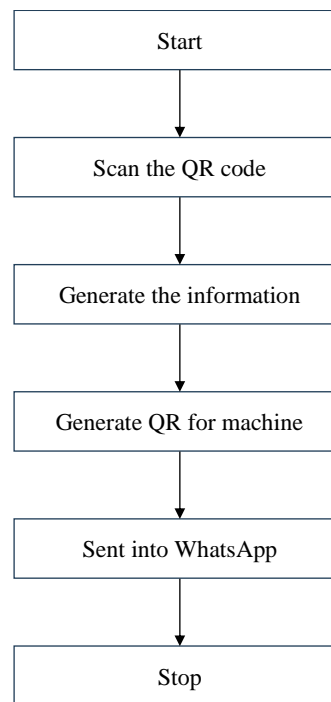 Start
Scan the QR code
Generate the information
Generate QR for machine
Sent into WhatsApp
Stop